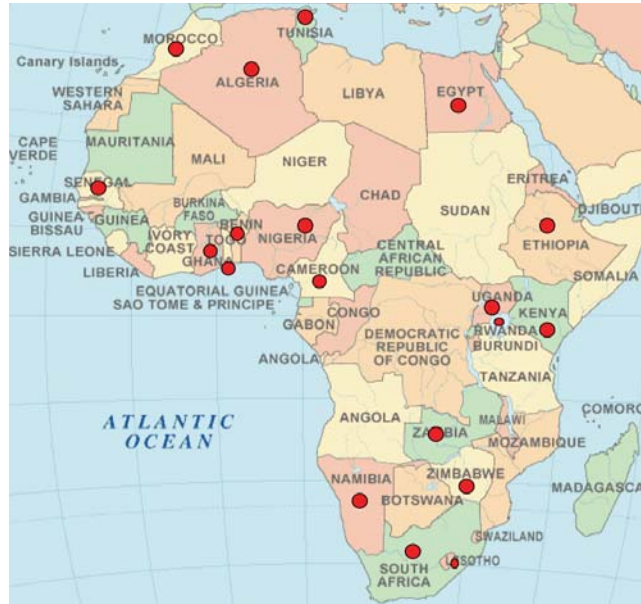 MOROCCO
TUNISIA
Canary Islands
ALGERIA
LIBYA
EGYPT
WESTERN
SAHARA
CAPE
VERDE
MAURITANIA
MALI
NIGER
CHAD
SUDAN
ERITREA
DJIBOUTI
SENEGAL
GAMBIA
GUINEA
BISSAU
GUINEA
BURKINA
FASO
BENIN
NIGERIA
SIERRA LEONE
IVORY
COAST
TOGO
GHANA
LIBERIA
CAMEROON
CENTRAL
AFRICAN
REPUBLIC
ETHIOPIA
SOMALIA
EQUATORIAL GUINEA
SAO TOME & PRINCIPE
GABON
CONGO
UGANDA
KENYA
DEMOCRATIC
REPUBLIC
OF CONGO
RWANDA
BURUNDI
ANGOLA
TANZANIA
ATLANTIC
OCEAN
ANGOLA
ZAMBIA
MALAWI
COMORO
MOZAMBIQUE
NAMIBIA
ZIMBABWE
BOTSWANA
MADAGASCA
SWAZILAND
LESOTHO
SOUTH
AFRICA